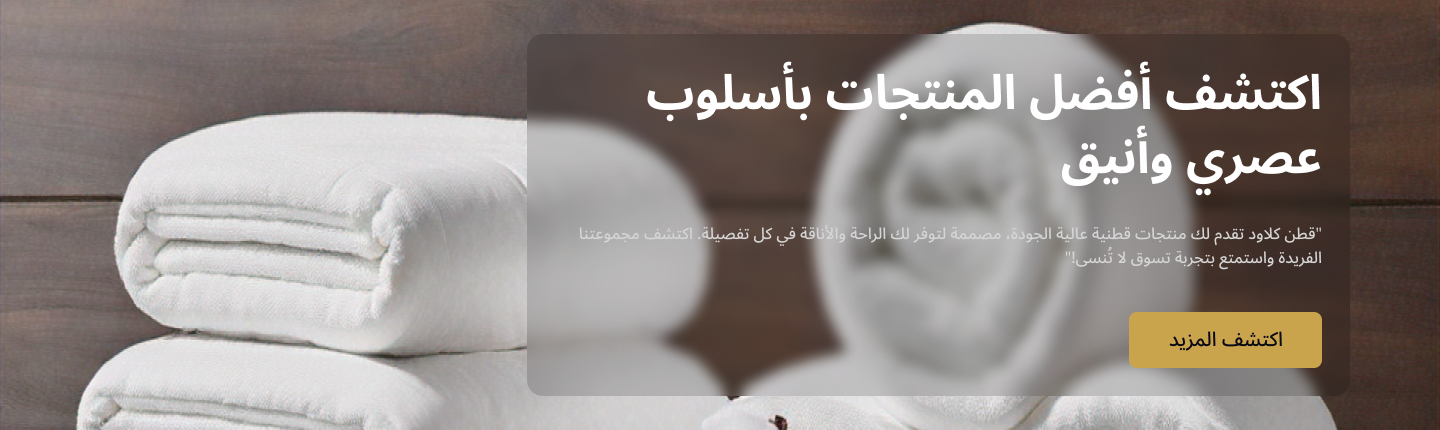 اكتشف أفضل المنتجات بأسلوب
عصري وأنيق
"قطن كلاود تقدم لك منتجات قطنية عالية الجودة، مصممة لتوفر لك الراحة والأناقة في كل تفصيلة. اكتشف مجموعتنا
الفريدة واستمتع بتجربة تسوق لا تُنسى!"
اكتشف المزيد